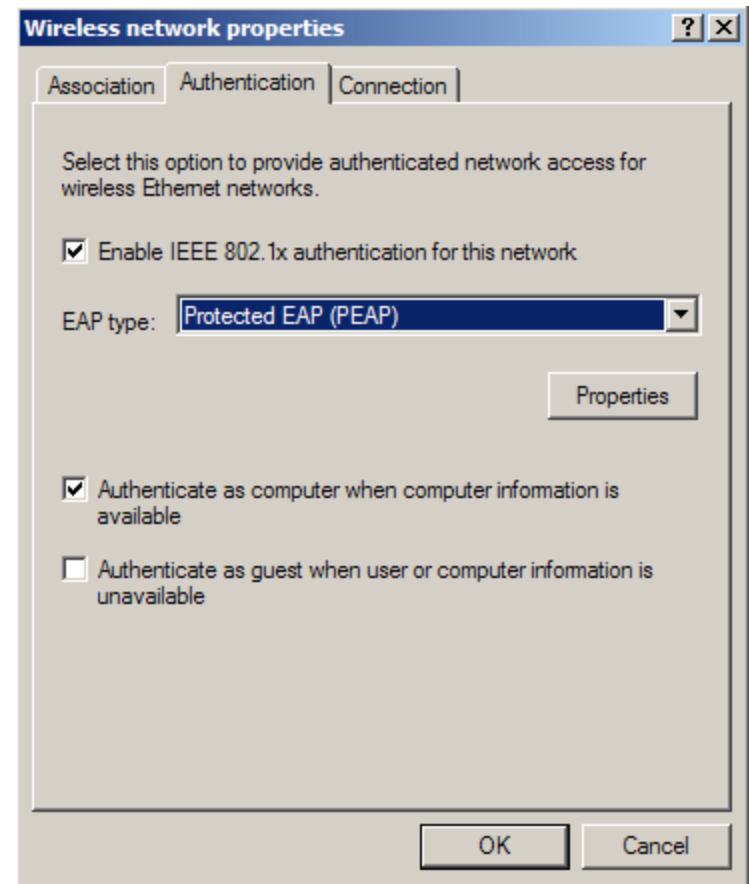 Wireless network properties
Association Authentication Connection
Select this option to provide authenticated network access for
wireless Ethernet networks.
Enable IEEE 802.1x authentication for this network
EAP type: Protected EAP (PEAP)
Properties
Authenticate as computer when computer information is
available
Authenticate as guest when user or computer information is
unavailable
OK Cancel